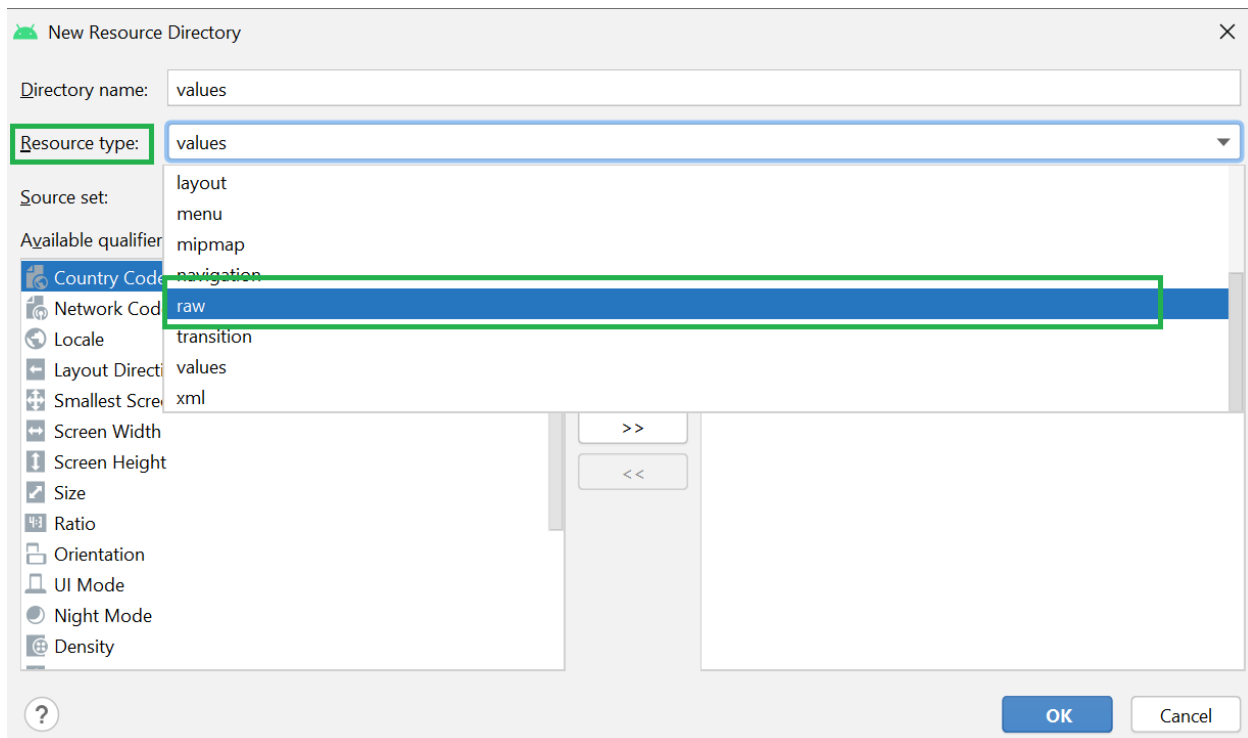 New Resource Directory
Directory name: values
Resource type: values
layout
Source set:
menu
Available qualifier
mipmap
Country Code
navigation
Network Cod
raw
Locale
transition
Layout Directi
values
Smallest Scre
xml
Screen Width
>>
Screen Height
<<
Size
Ratio
Orientation
UI Mode
Night Mode
Density
? OK Cancel